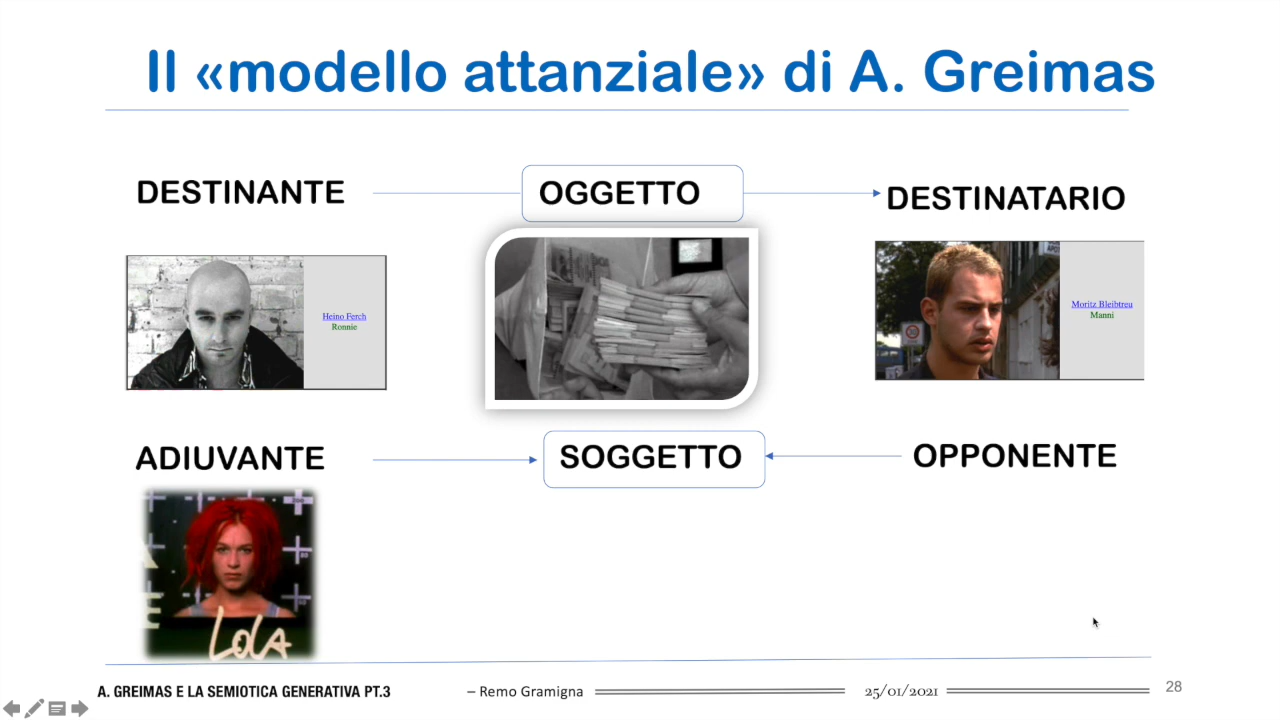 Il «modello attanziale» di A. Greimas
DESTINANTE
OGGETTO
DESTINATARIO
Heino Ferch
Ronnie
Moritz Bleibtreu
Manni
ADIUVANTE
SOGGETTO
OPPONENTE
LOLA
A. GREIMAS E LA SEMIOTICA GENERATIVA PT.3
– Remo Gramigna
25/01/2021
28